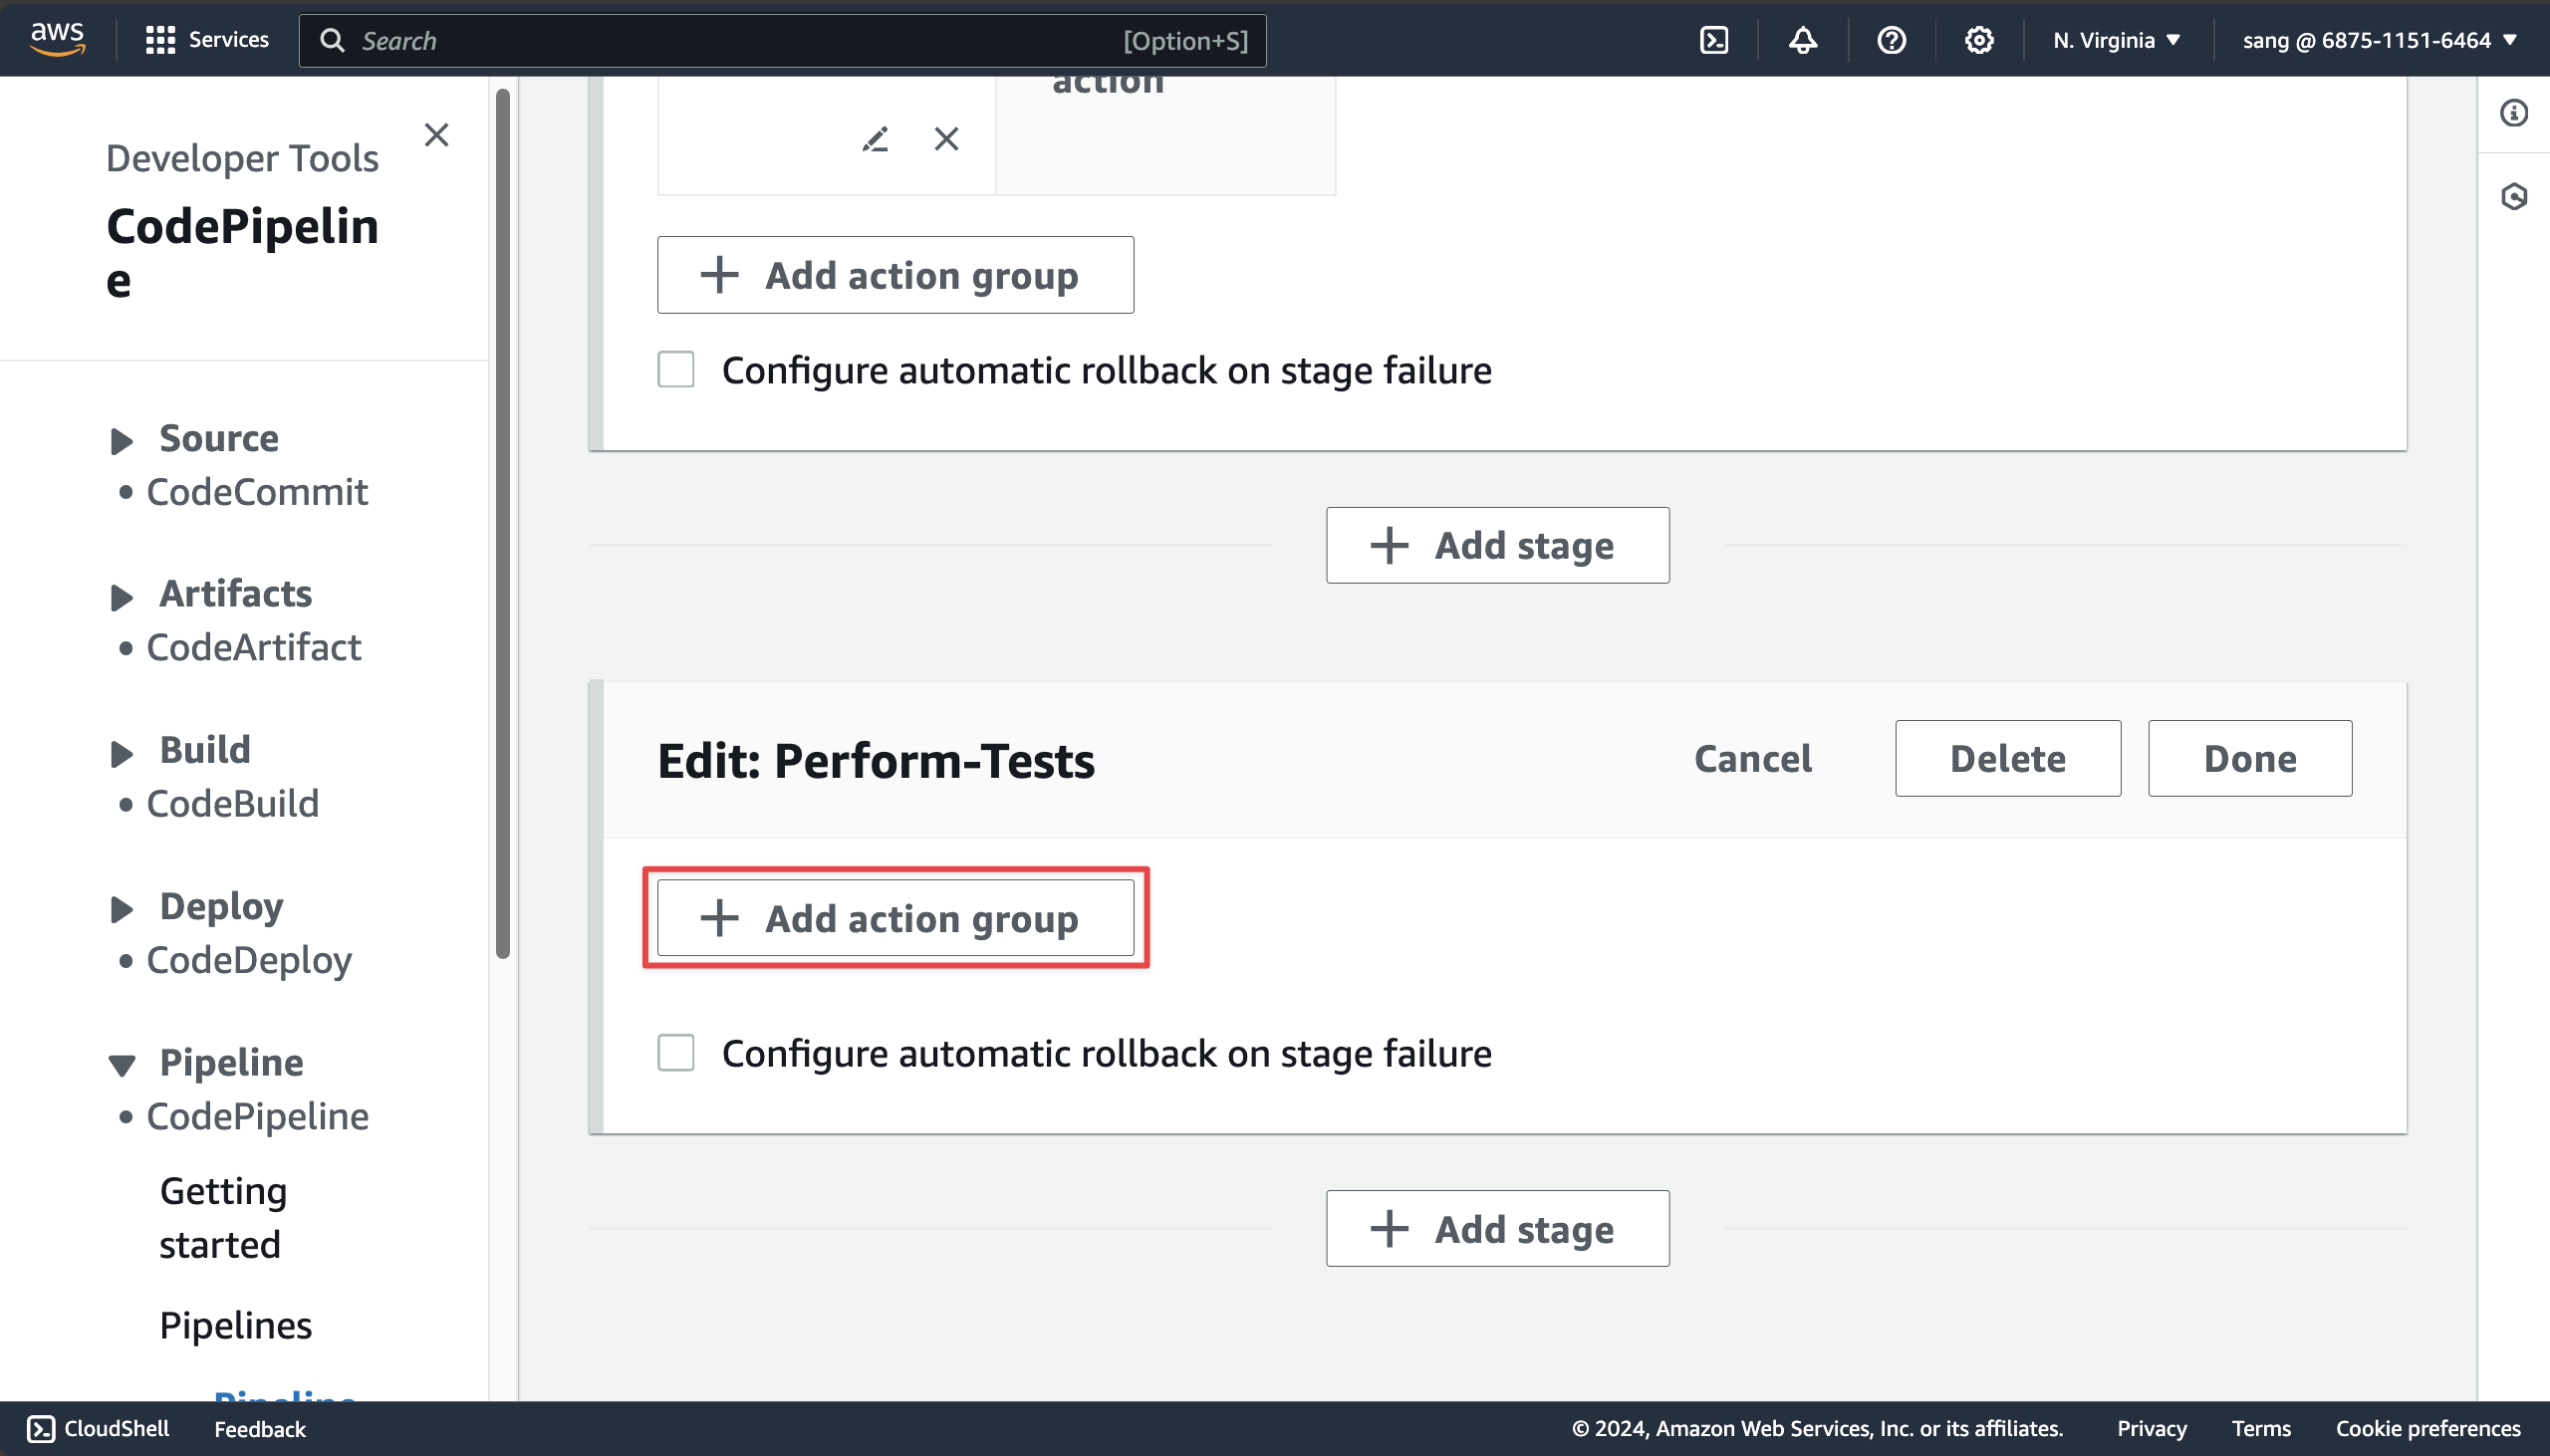 aws
Services
Search
[Option+S]
N. Virginia
sang @ 6875-1151-6464
Developer Tools
CodePipelin
e
Source
• CodeCommit
Artifacts
• CodeArtifact
Build
• CodeBuild
Deploy
• CodeDeploy
Pipeline
• CodePipeline
Getting
started
Pipelines
Pipeline
action
Add action group
Configure automatic rollback on stage failure
Add stage
Edit: Perform-Tests
Cancel
Delete
Done
Add action group
Configure automatic rollback on stage failure
Add stage
CloudShell
Feedback
© 2024, Amazon Web Services, Inc. or its affiliates.
Privacy
Terms
Cookie preferences